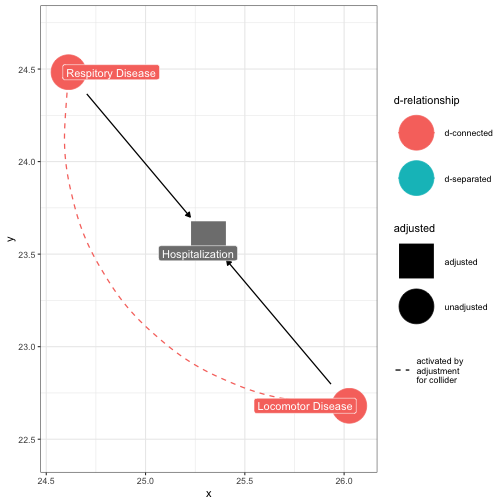 24.5
24.0
23.5
23.0
22.5
y
24.5
25.0
25.5
26.0
x
Respitory Disease
Hospitalization
Locomotor Disease
d-relationship
d-connected
d-separated
adjusted
adjusted
unadjusted
activated by
adjustment
for collider